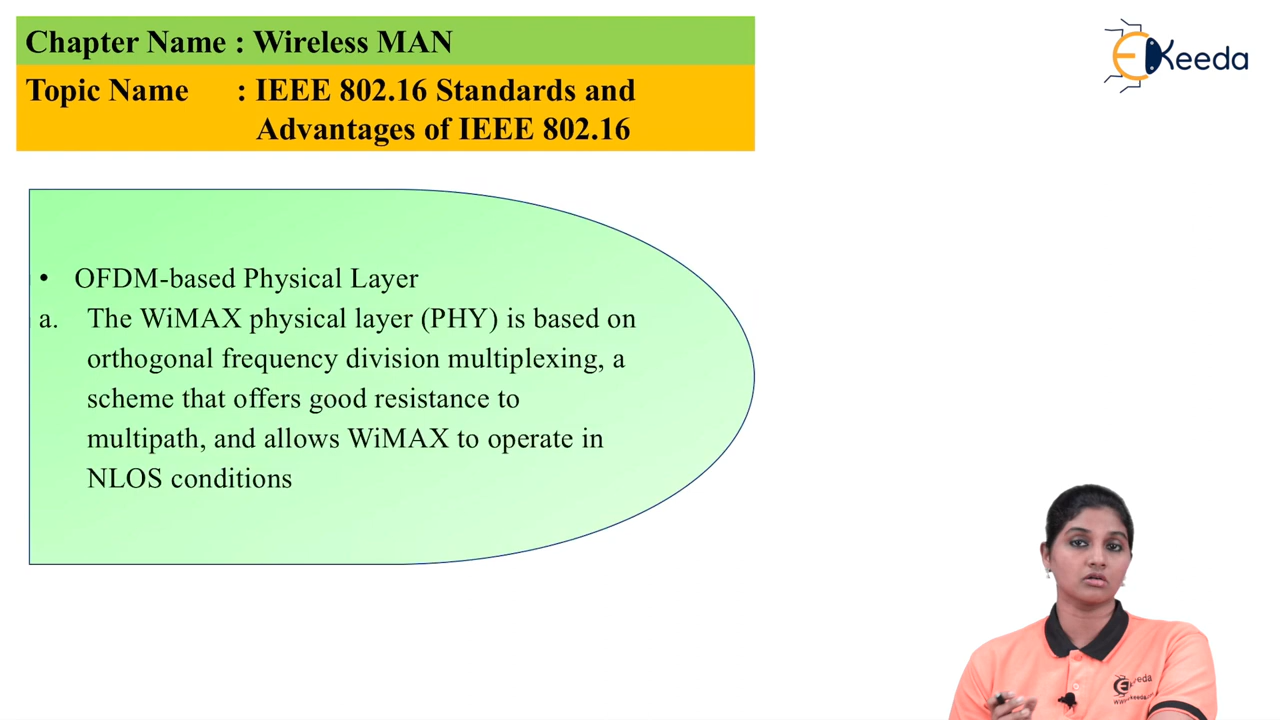 Chapter Name : Wireless MAN
Topic Name : IEEE 802.16 Standards and
Advantages of IEEE 802.16
EKeeda
• OFDM-based Physical Layer
a. The WiMAX physical layer (PHY) is based on
orthogonal frequency division multiplexing, a
scheme that offers good resistance to
multipath, and allows WiMAX to operate in
NLOS conditions